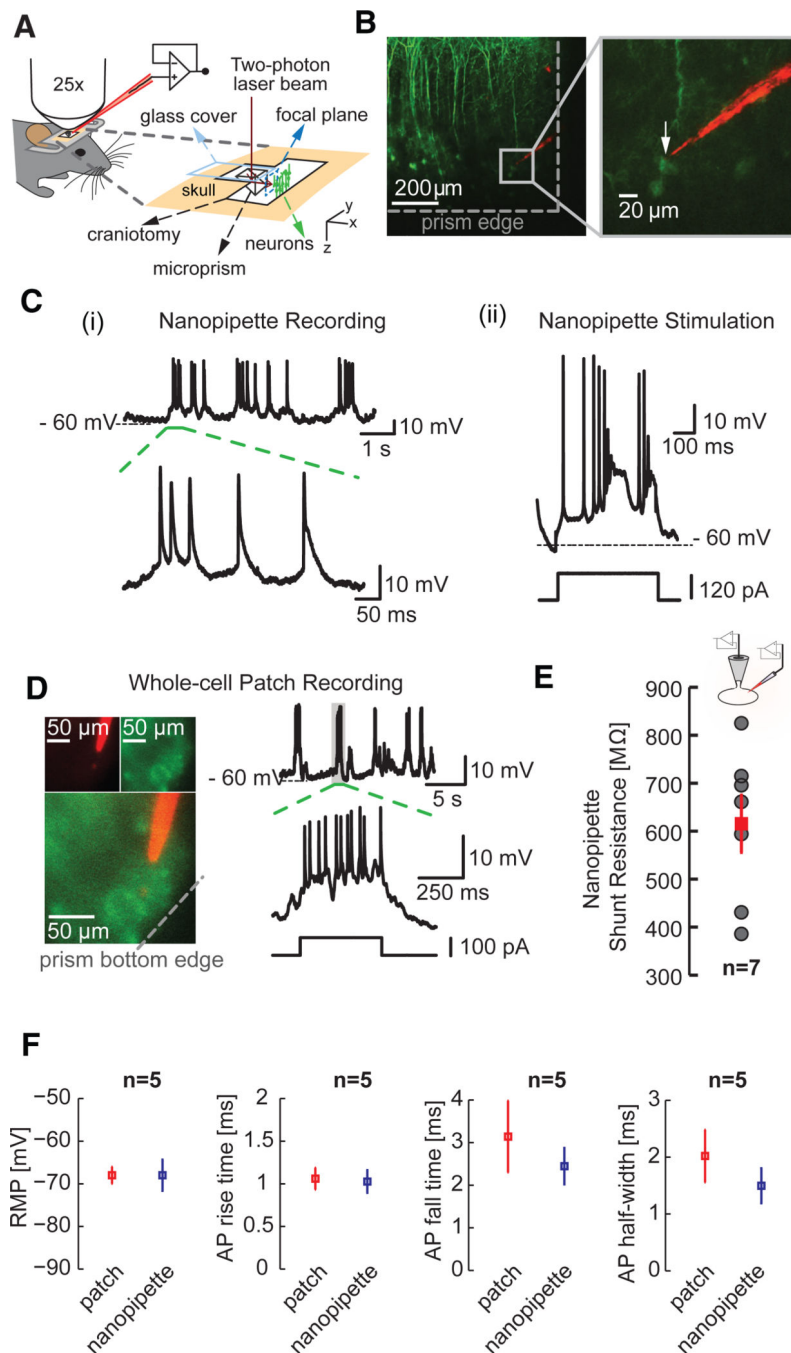 A
25x
Two-photon
laser beam
glass cover
focal plane
skull
craniotomy
microprism
neurons
y
x
z
B
200 µm
prism edge
20 µm
C
(i) Nanopipette Recording
- 60 mV
10 mV
1 s
10 mV
50 ms
(ii) Nanopipette Stimulation
10 mV
100 ms
- 60 mV
120 pA
D
Whole-cell Patch Recording
50 µm
50 µm
50 µm
prism bottom edge
- 60 mV
10 mV
5 s
10 mV
250 ms
100 pA
E
Nanopipette
Shunt Resistance [MΩ]
900
800
700
600
500
400
300
n=7
F
n=5
RMP [mV]
−50
−60
−70
−80
−90
patch
nanopipette
n=5
AP rise time [ms]
2
1.5
1
0.5
0
patch
nanopipette
n=5
AP fall time [ms]
4
3
2
1
0
patch
nanopipette
n=5
AP half-width [ms]
3
2
1
0
patch
nanopipette